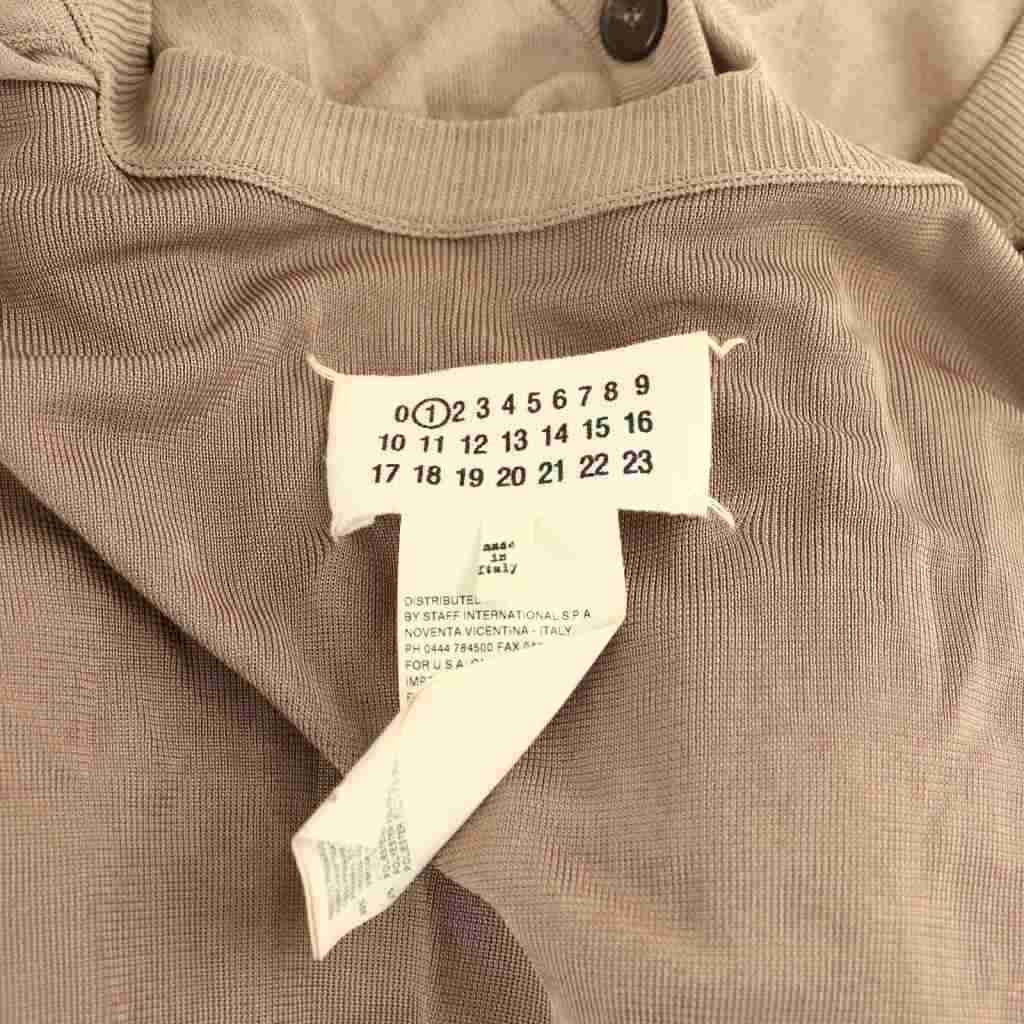 0 1 2 3 4 5 6 7 8 9
10 11 12 13 14 15 16
17 18 19 20 21 22 23
made
in
Italy
BY STAFF INTERNATIONAL S.P.A
NOVENTA VICENTINA - ITALY
PH 0444 784500 FAX
FOR U.S.A.
POLYESTER